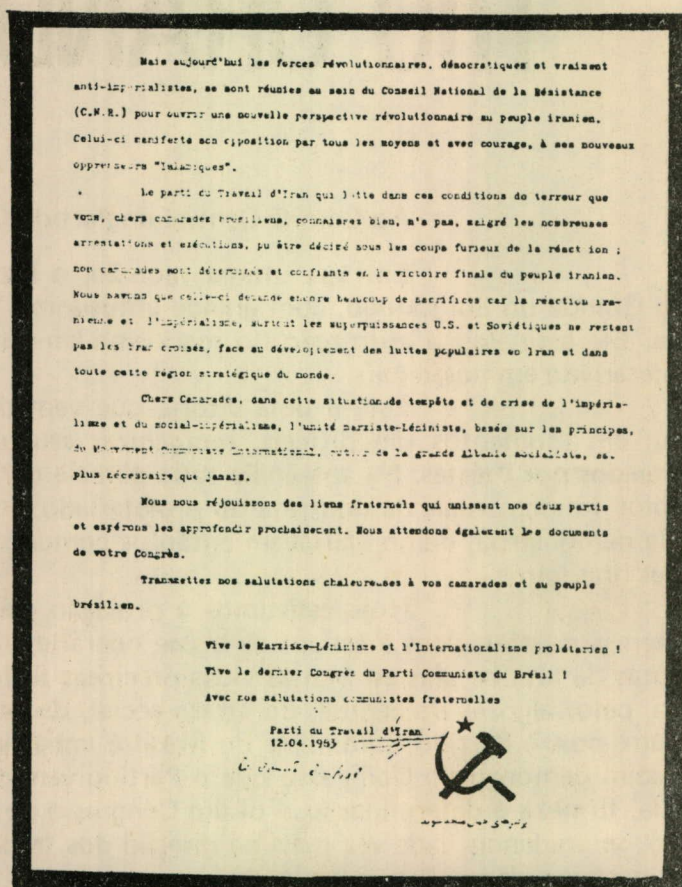 Mais aujourd'hui les forces révolutionnaires, démocratiques et vraiment
anti-impérialistes, se sont réunies au sein du Conseil National de la Résistance
(C.N.R.) pour ouvrir une nouvelle perspective révolutionnaire au peuple iranien.
Celui-ci manifeste son opposition par tous les moyens et avec courage, à ses nouveaux
oppresseurs "Islamiques".
Le parti du Travail d'Iran qui lutte dans ces conditions de terreur que
vous, chers camarades brésiliens, connaissez bien, n'a pas, malgré les nombreuses
arrestations et exécutions, pu être décimé sous les coups furieux de la réact ion ;
nos camarades sont déterminés et confiants en la victoire finale du peuple iranien.
Nous savons que celle-ci demande encore beaucoup de sacrifices car la réaction ira-
nienne et l'impérialisme, surtout les superpuissances U.S. et Soviétiques ne restent
pas les bras croisés, face au développement des luttes populaires en Iran et dans
toute cette région stratégique du monde.
Chers Camarades, dans cette situationde tempête et de crise de l'impéria-
lisme et du social-impérialisme, l'unité marxiste-Léniniste, basée sur les principes,
du Mouvement Communiste International, autour de la grande Albanie socialiste, est
plus nécessaire que jamais.
Nous nous réjouissons des liens fraternels qui unissent nos deux partis
et espérons les approfondir prochainement. Nous attendons également les documents
de votre Congrès.
Transmettez nos salutations chaleureuses à vos camarades et au peuple
brésilien.
Vive le Marxisme-Léninisme et l'Internationalisme prolétarien !
Vive le dernier Congrès du Parti Communiste du Brésil !
Avec nos salutations communistes fraternelles
Parti du Travail d'Iran
12.04.1983